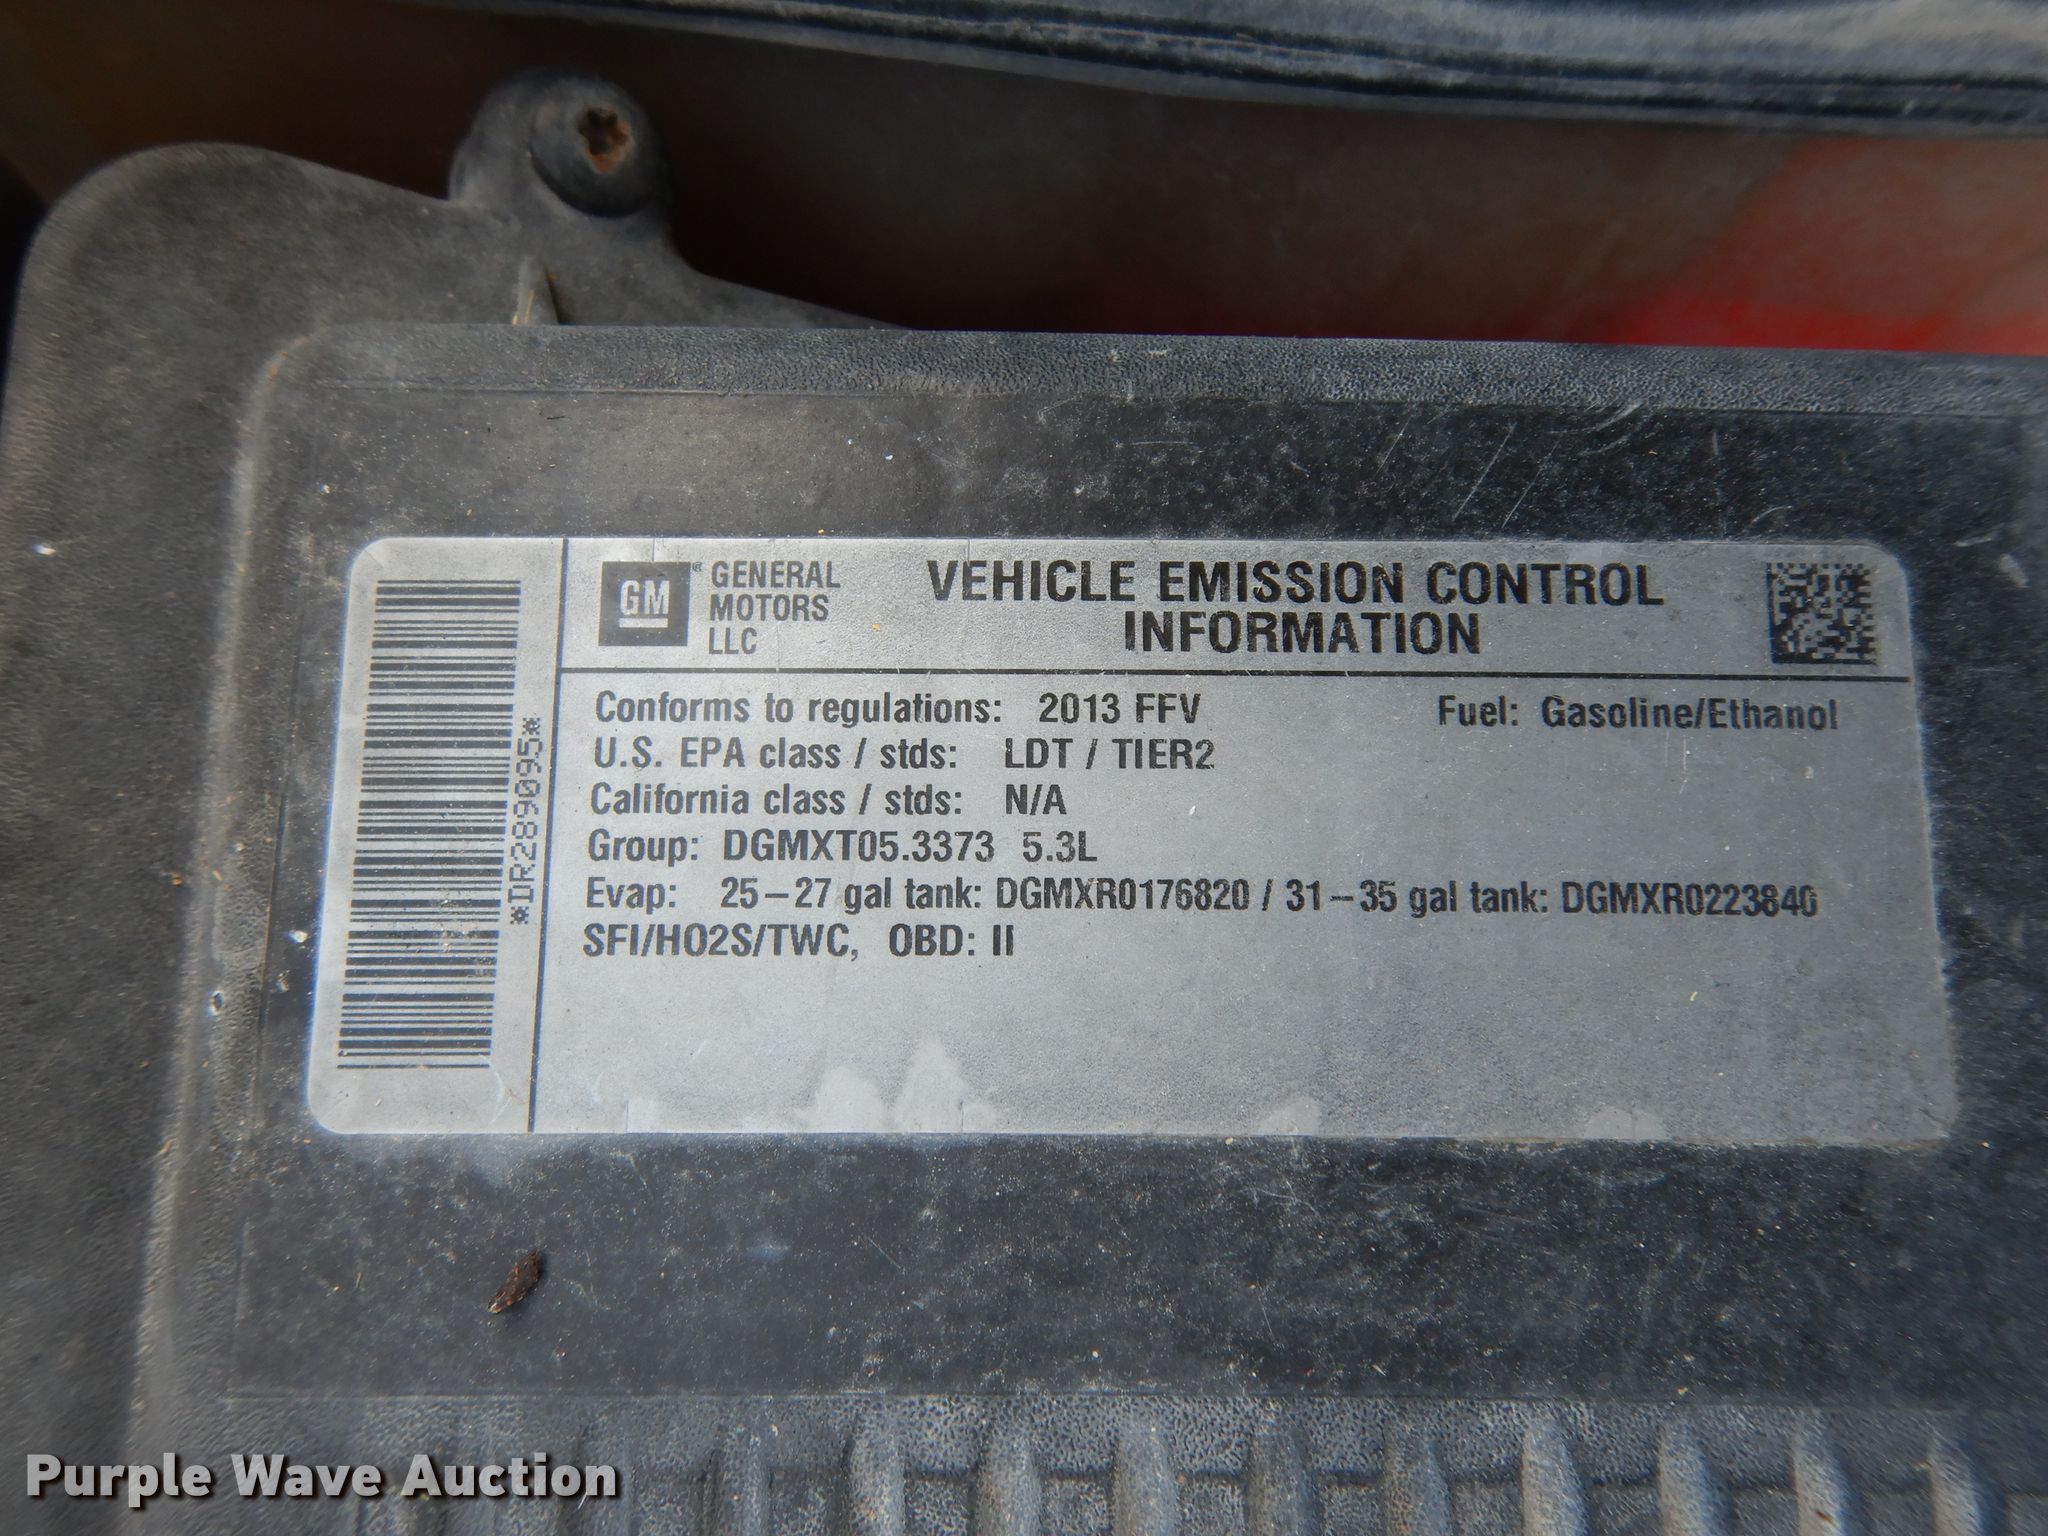 *DR289095*
GM
® GENERAL
MOTORS
LLC
VEHICLE EMISSION CONTROL
INFORMATION
Conforms to regulations: 2013 FFV Fuel: Gasoline/Ethanol
U.S. EPA class / stds: LDT / TIER2
California class / stds: N/A
Group: DGMXT05.3373 5.3L
Evap: 25–27 gal tank: DGMXR0176820 / 31–35 gal tank: DGMXR0223840
SFI/HO2S/TWC, OBD: II
Purple Wave Auction